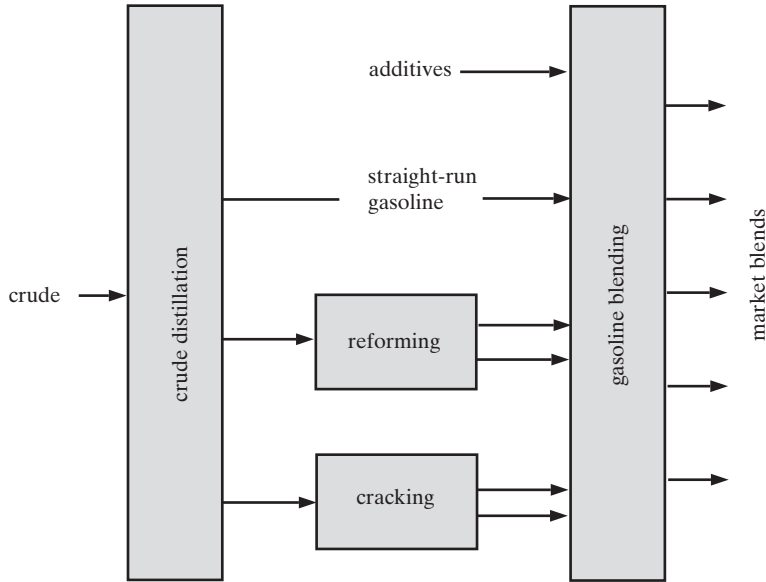 additives
straight-run
gasoline
crude
crude distillation
reforming
cracking
gasoline blending
market blends